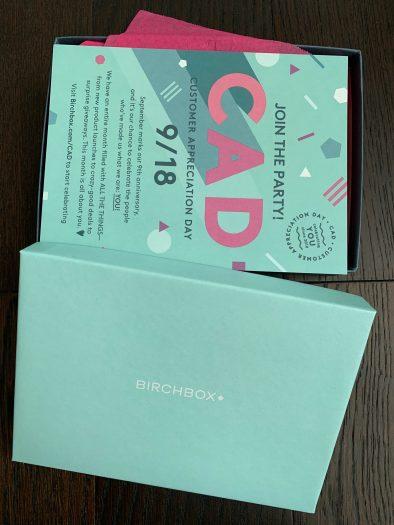 JOIN THE PARTY!
CAD
CUSTOMER APPRECIATION DAY
9/18
September marks our 9th anniversary,
and it's our chance to celebrate the people
who've made us what we are: YOU!
We have an entire month filled with ALL THE THINGS—
from new product launches to crazy-good deals to
surprise giveaways. This month is all about you.
Visit Birchbox.com/CAD to start celebrating
CAD • CUSTOMER APPRECIATION DAY •
YOU
BIRCHBOX